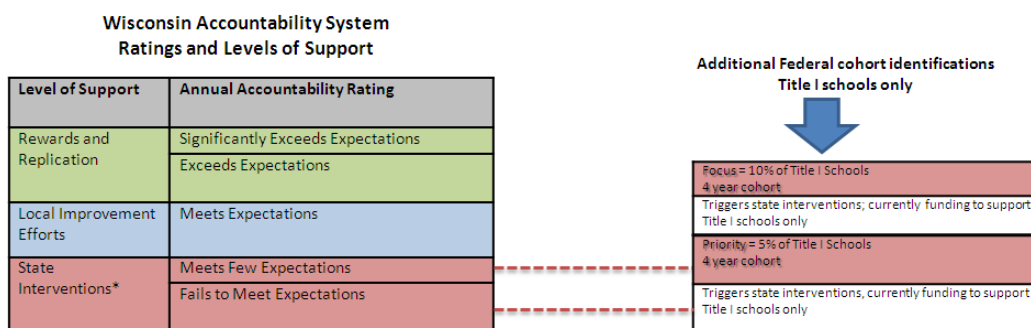 Wisconsin Accountability System
Ratings and Levels of Support
Level of Support
Annual Accountability Rating
Rewards and
Replication
Significantly Exceeds Expectations
Exceeds Expectations
Local Improvement
Efforts
Meets Expectations
State
Interventions*
Meets Few Expectations
Fails to Meet Expectations
Additional Federal cohort identifications
Title I schools only
Focus = 10% of Title I Schools
4 year cohort
Triggers state interventions; currently funding to support
Title I schools only
Priority = 5% of Title I Schools
4 year cohort
Triggers state interventions, currently funding to support
Title I schools only